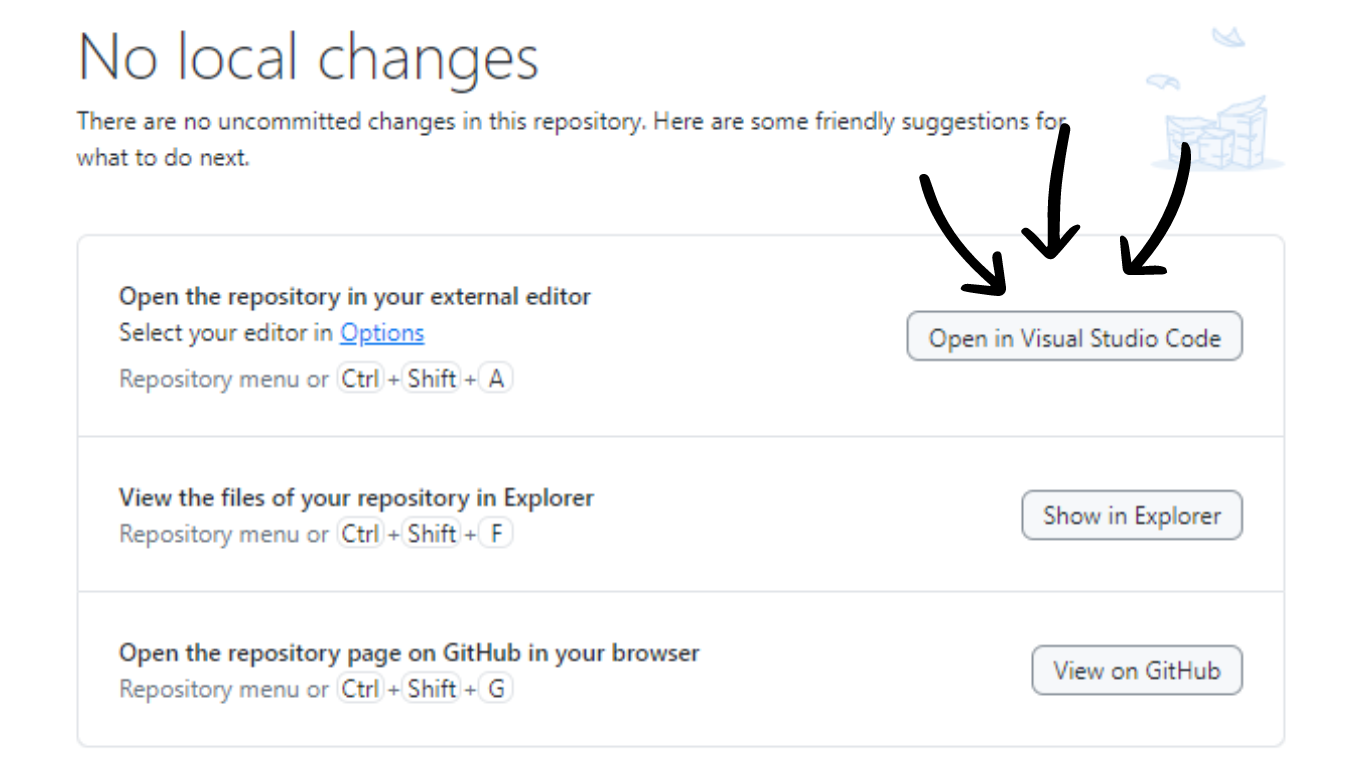 No local changes
There are no uncommitted changes in this repository. Here are some friendly suggestions for
what to do next.
Open the repository in your external editor
Select your editor in Options
Repository menu or Ctrl + Shift + A
Open in Visual Studio Code
View the files of your repository in Explorer
Repository menu or Ctrl + Shift + F
Show in Explorer
Open the repository page on GitHub in your browser
Repository menu or Ctrl + Shift + G
View on GitHub